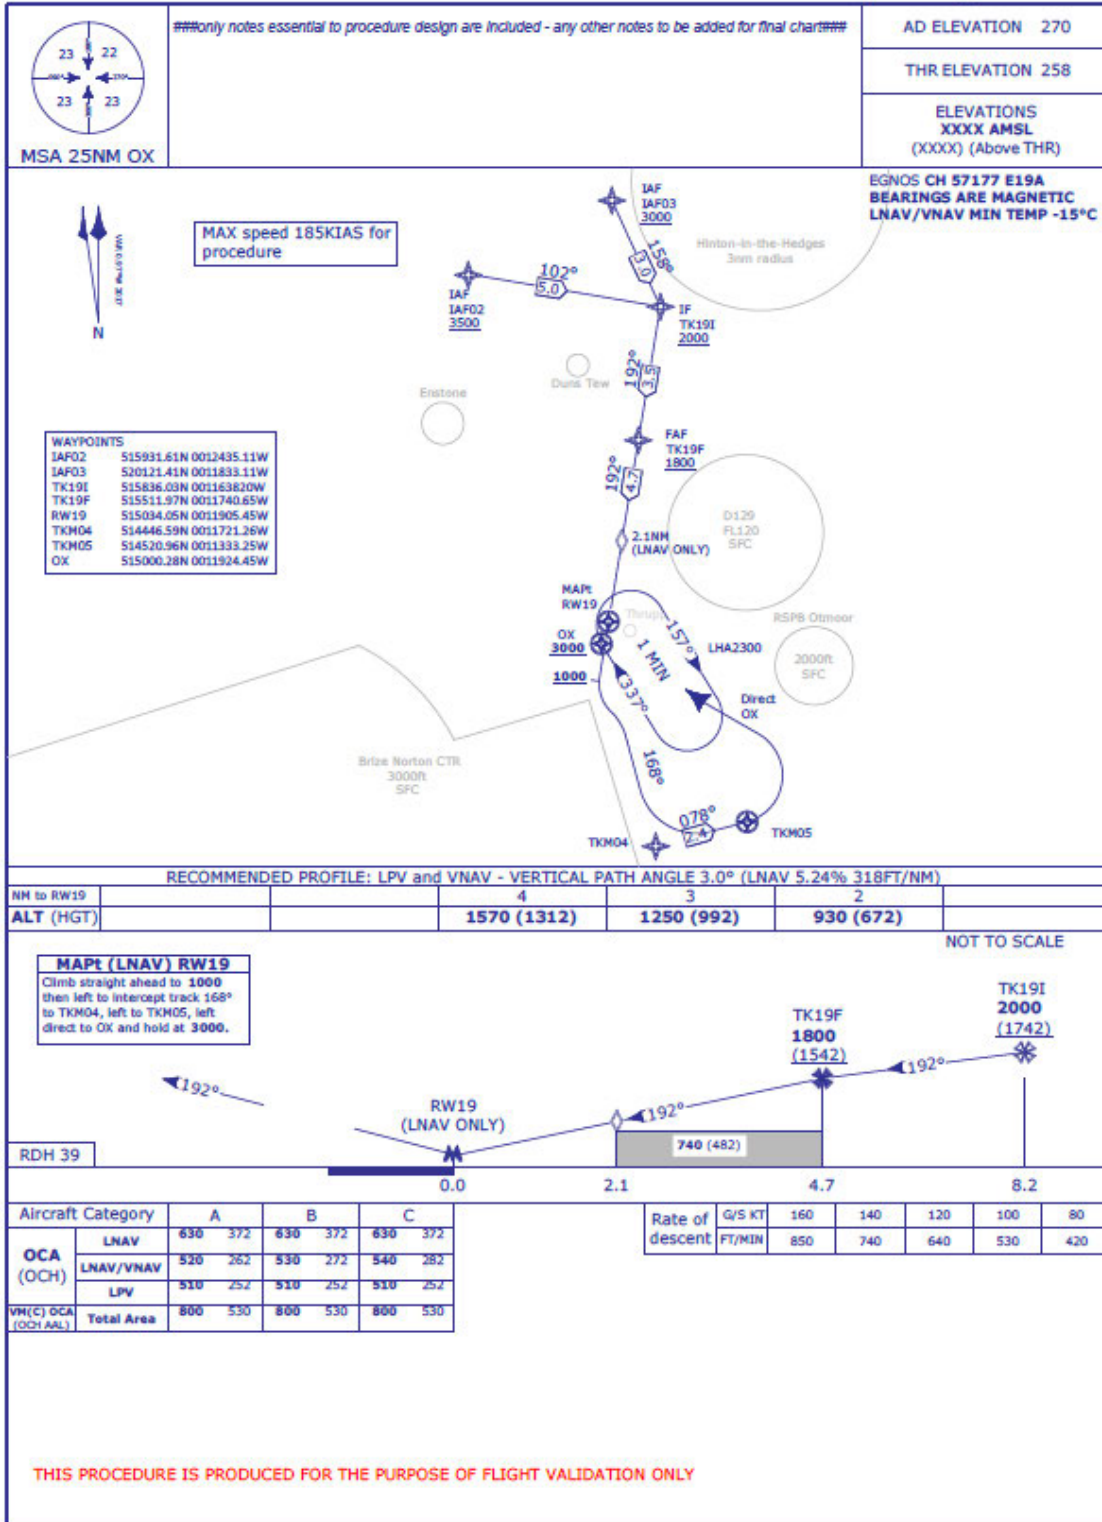 ###only notes essential to procedure design are included - any other notes to be added for final chart###
AD ELEVATION 270
THR ELEVATION 258
ELEVATIONS
XXXX AMSL
(XXXX) (Above THR)
23 22
23 23
MSA 25NM OX
EGNOS CH 57177 E19A
BEARINGS ARE MAGNETIC
LNAV/VNAV MIN TEMP -15°C
MAX speed 185KIAS for
procedure
N
IAF
IAF03
3000
Hinton-in-the-Hedges
3nm radius
158°
3.0
102°
5.0
IAF
IAF02
3500
IF
TK19I
2000
192°
3.5
Duns Tew
Enstone
FAF
TK19F
1800
192°
4.7
WAYPOINTS
IAF02 515931.61N 0012435.11W
IAF03 520121.41N 0011833.11W
TK19I 515836.03N 001163820W
TK19F 515511.97N 0011740.65W
RW19 515034.05N 0011905.45W
TKM04 514446.59N 0011721.26W
TKM05 514520.96N 0011333.25W
OX 515000.28N 0011924.45W
D129
FL120
SFC
2.1NM
(LNAV ONLY)
MAPt
RW19
Thrupp
RSPB Otmoor
2000ft
SFC
OX
3000
157°
1 MIN
LHA2300
1000
337°
Direct
OX
168°
Brize Norton CTR
3000ft
SFC
078°
2.4
TKM04
TKM05
RECOMMENDED PROFILE: LPV and VNAV - VERTICAL PATH ANGLE 3.0° (LNAV 5.24% 318FT/NM)
NM to RW19 4 3 2
ALT (HGT) 1570 (1312) 1250 (992) 930 (672)
NOT TO SCALE
MAPt (LNAV) RW19
Climb straight ahead to 1000
then left to intercept track 168°
to TKM04, left to TKM05, left
direct to OX and hold at 3000.
TK19I
2000
(1742)
TK19F
1800
(1542)
192°
192°
192°
RW19
(LNAV ONLY)
740 (482)
RDH 39
0.0 2.1 4.7 8.2
Aircraft Category A B C
OCA
(OCH)
LNAV 630 372 630 372 630 372
LNAV/VNAV 520 262 530 272 540 282
LPV 510 252 510 252 510 252
VM(C) OCA
(OCH AAL)
Total Area 800 530 800 530 800 530
Rate of
descent
G/S KT 160 140 120 100 80
FT/MIN 850 740 640 530 420
THIS PROCEDURE IS PRODUCED FOR THE PURPOSE OF FLIGHT VALIDATION ONLY